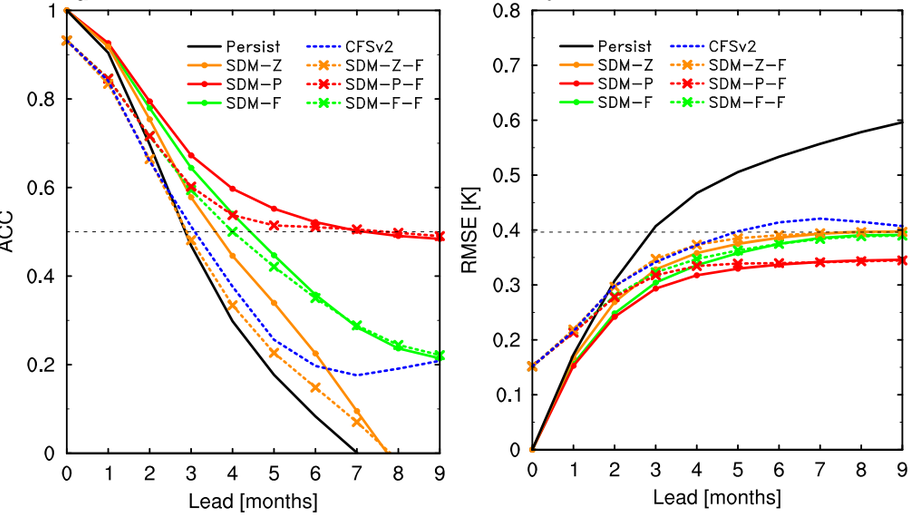 1
0.8
0.6
0.4
0.2
0
ACC
Persist
SDM-Z
SDM-P
SDM-F
CFSv2
SDM-Z-F
SDM-P-F
SDM-F-F
0 1 2 3 4 5 6 7 8 9
Lead [months]
0.8
0.7
0.6
0.5
0.4
0.3
0.2
0.1
0
RMSE [K]
Persist
SDM-Z
SDM-P
SDM-F
CFSv2
SDM-Z-F
SDM-P-F
SDM-F-F
0 1 2 3 4 5 6 7 8 9
Lead [months]